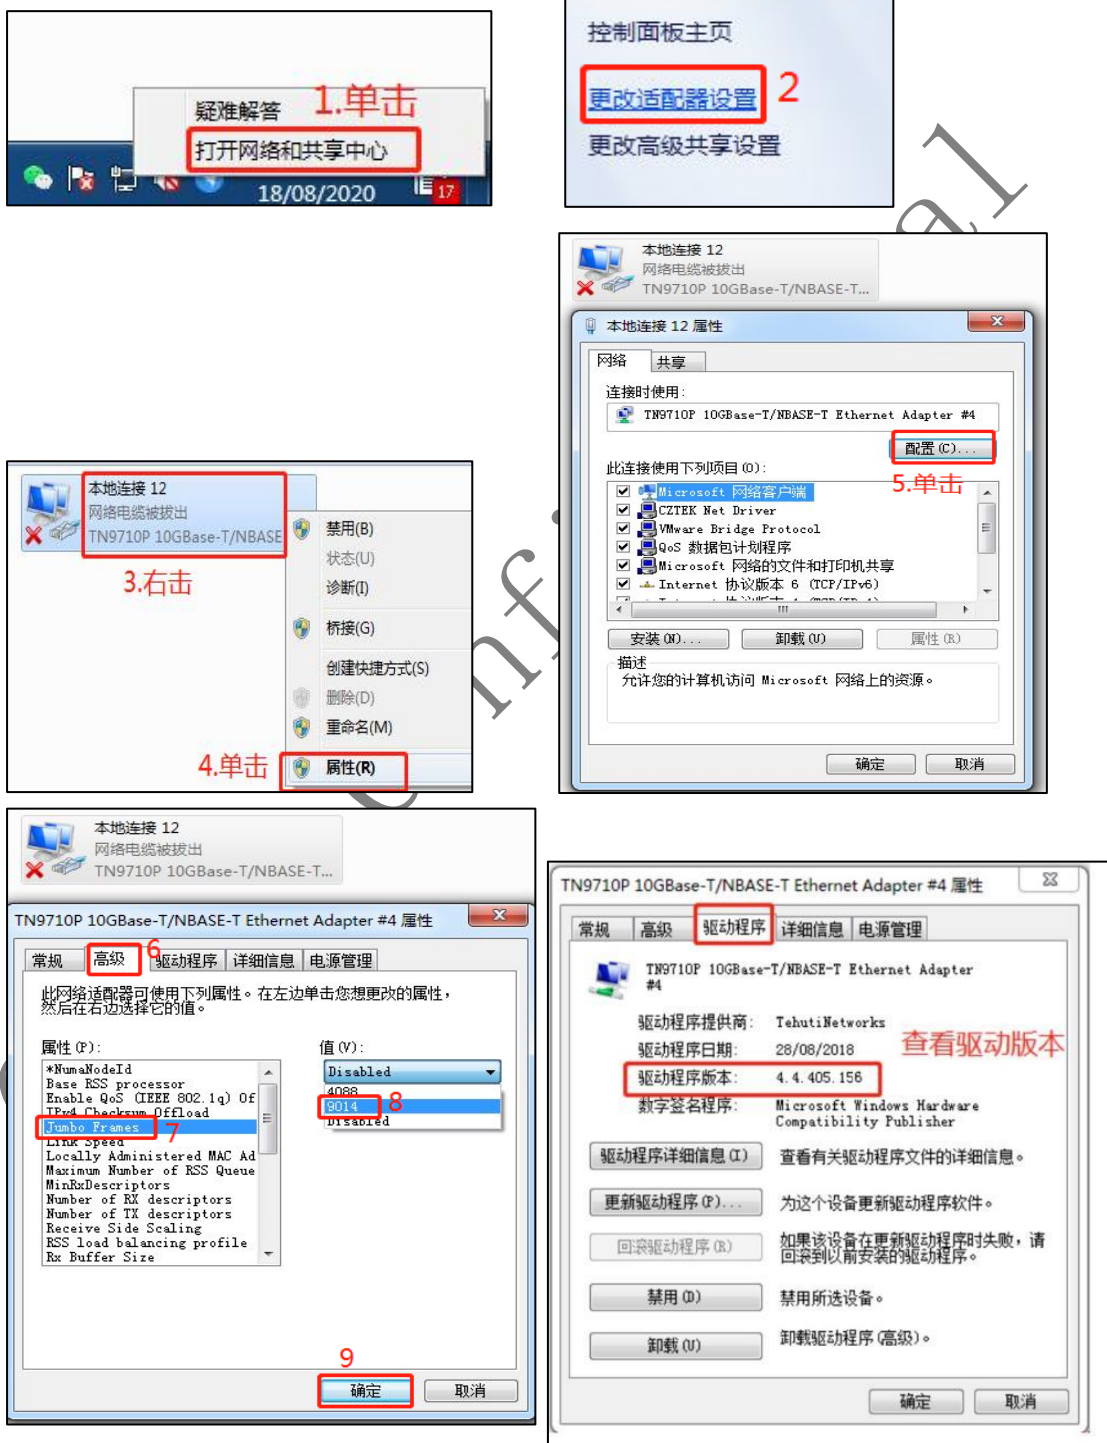 疑难解答
1.单击
打开网络和共享中心
18/08/2020
17
控制面板主页
更改适配器设置
2
更改高级共享设置
本地连接 12
网络电缆被拔出
TN9710P 10GBase-T/NBASE-T...
本地连接 12 属性
网络
共享
连接时使用:
TN9710P 10GBase-T/NBASE-T Ethernet Adapter #4
配置(C)...
5.单击
此连接使用下列项目(O):
Microsoft 网络客户端
CZTEK Net Driver
VMware Bridge Protocol
QoS 数据包计划程序
Microsoft 网络的文件和打印机共享
Internet 协议版本 6 (TCP/IPv6)
安装(N)...
卸载(U)
属性(R)
描述
允许您的计算机访问 Microsoft 网络上的资源。
确定
取消
本地连接 12
网络电缆被拔出
TN9710P 10GBase-T/NBASE
3.右击
禁用(B)
状态(U)
诊断(I)
桥接(G)
创建快捷方式(S)
删除(D)
重命名(M)
4.单击
属性(R)
本地连接 12
网络电缆被拔出
TN9710P 10GBase-T/NBASE-T...
TN9710P 10GBase-T/NBASE-T Ethernet Adapter #4 属性
常规
高级
6
驱动程序
详细信息
电源管理
此网络适配器可使用下列属性。在左边单击您想更改的属性，
然后在右边选择它的值。
属性(P):
值(V):
*NumaNodeId
Base RSS processor
Enable QoS (IEEE 802.1q) Of
IPv4 Checksum Offload
Jumbo Frames
7
Link Speed
Locally Administered MAC Ad
Maximum Number of RSS Queue
MinRxDescriptors
Number of RX descriptors
Number of TX descriptors
Receive Side Scaling
RSS load balancing profile
Rx Buffer Size
Disabled
4088
9014
8
Disabled
9
确定
取消
TN9710P 10GBase-T/NBASE-T Ethernet Adapter #4 属性
常规
高级
驱动程序
详细信息
电源管理
TN9710P 10GBase-T/NBASE-T Ethernet Adapter
#4
驱动程序提供商:
TehutiNetworks
查看驱动版本
驱动程序日期:
28/08/2018
驱动程序版本:
4.4.405.156
数字签名程序:
Microsoft Windows Hardware
Compatibility Publisher
驱动程序详细信息(I)
查看有关驱动程序文件的详细信息。
更新驱动程序(P)...
为这个设备更新驱动程序软件。
回滚驱动程序(R)
如果该设备在更新驱动程序时失败，请
回滚到以前安装的驱动程序。
禁用(D)
禁用所选设备。
卸载(U)
卸载驱动程序(高级)。
确定
取消